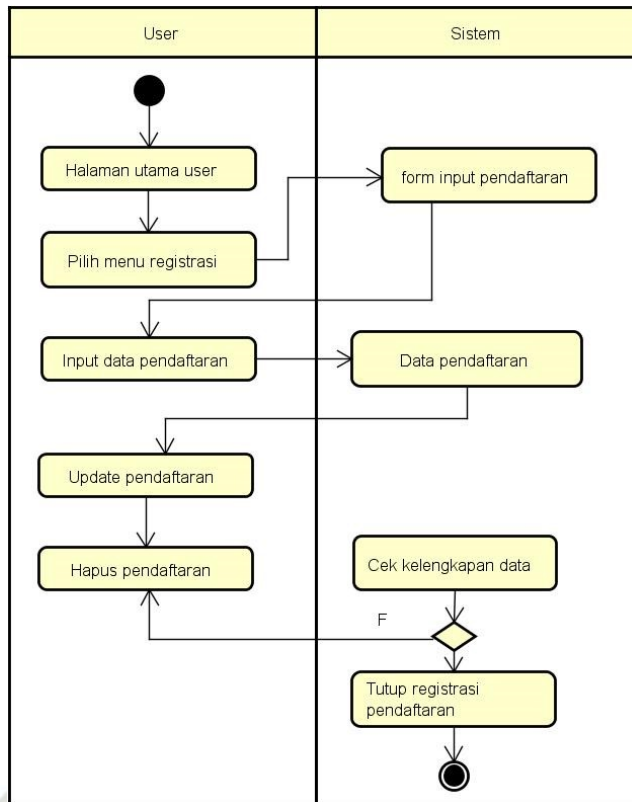 User
Sistem
Halaman utama user
form input pendaftaran
Pilih menu registrasi
Input data pendaftaran
Data pendaftaran
Update pendaftaran
Hapus pendaftaran
Cek kelengkapan data
F
Tutup registrasi
pendaftaran